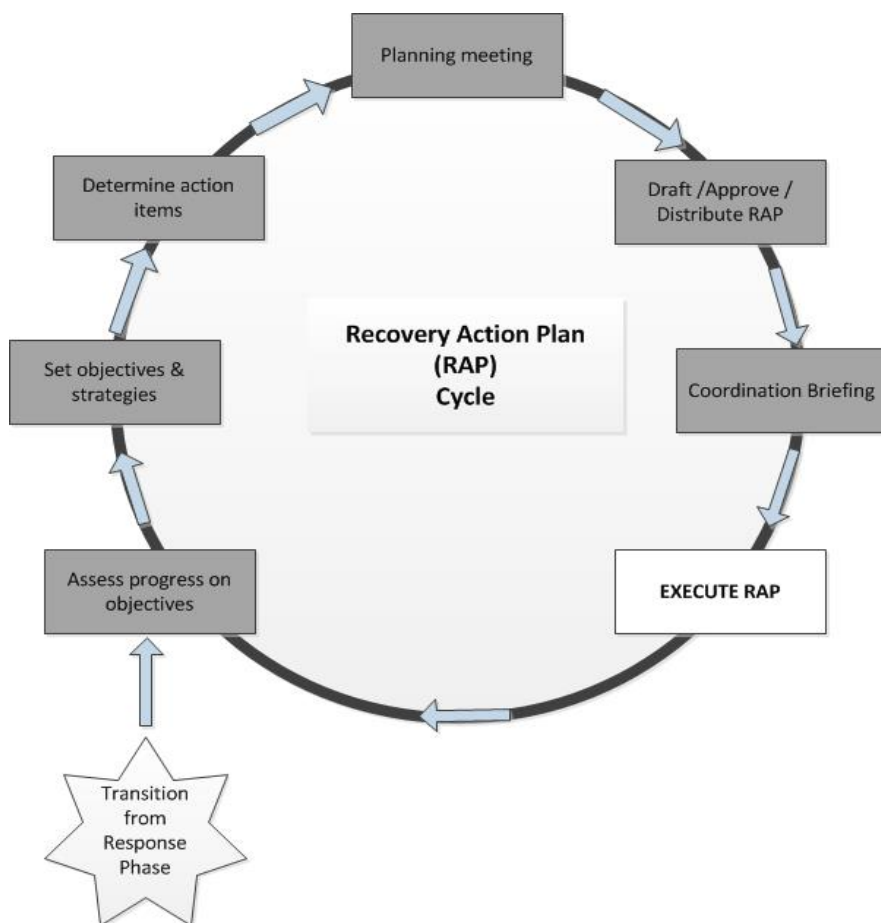 Planning meeting
Draft /Approve /
Distribute RAP
Coordination Briefing
EXECUTE RAP
Assess progress on
objectives
Set objectives &
strategies
Determine action
items
Recovery Action Plan
(RAP)
Cycle
Transition
from
Response
Phase